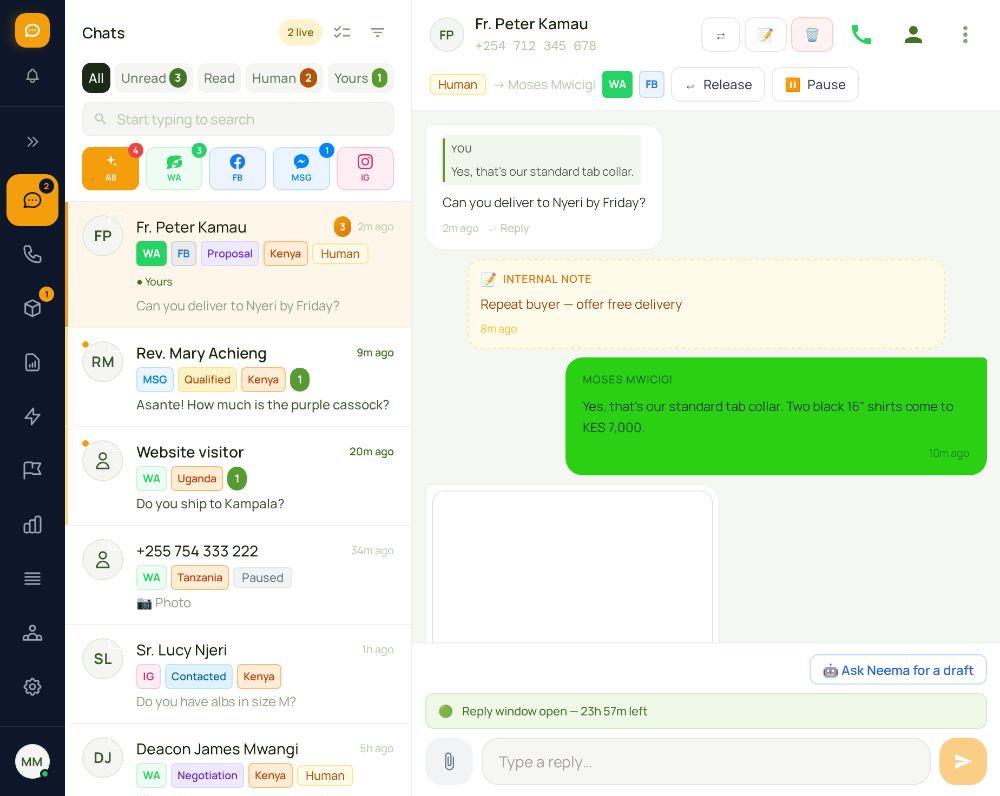 Chats
2 live
All
Unread 3
Read
Human 2
Yours 1
Start typing to search
All 4
WA 3
FB
MSG 1
IG
2
1
MM
FP
Fr. Peter Kamau
3
2m ago
WA
FB
Proposal
Kenya
Human
● Yours
Can you deliver to Nyeri by Friday?
RM
Rev. Mary Achieng
9m ago
MSG
Qualified
Kenya
1
Asante! How much is the purple cassock?
Website visitor
20m ago
WA
Uganda
1
Do you ship to Kampala?
+255 754 333 222
34m ago
WA
Tanzania
Paused
📷 Photo
SL
Sr. Lucy Njeri
1h ago
IG
Contacted
Kenya
Do you have albs in size M?
DJ
Deacon James Mwangi
5h ago
WA
Negotiation
Kenya
Human
FP
Fr. Peter Kamau
+254 712 345 678
Human
→ Moses Mwicigi
WA
FB
Release
Pause
YOU
Yes, that's our standard tab collar.
Can you deliver to Nyeri by Friday?
2m ago
Reply
📝 INTERNAL NOTE
Repeat buyer — offer free delivery
8m ago
MOSES MWICIGI
Yes, that's our standard tab collar. Two black 16" shirts come to
KES 7,000.
10m ago
🤖 Ask Neema for a draft
Reply window open — 23h 57m left
Type a reply...